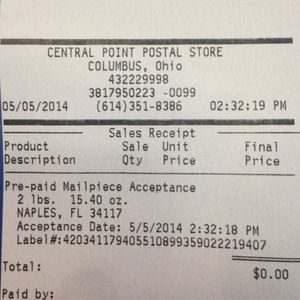 CENTRAL POINT POSTAL STORE
COLUMBUS, Ohio
432229998
3817950223 -0099
05/05/2014 (614)351-8386 02:32:19 PM
Sales Receipt
Product Sale Unit Final
Description Qty Price Price
Pre-paid Mailpiece Acceptance
2 lbs. 15.40 oz.
NAPLES, FL 34117
Acceptance Date: 5/5/2014 2:32:18 PM
Label#:420341179405510899359022219407
Total: $0.00
Paid by: